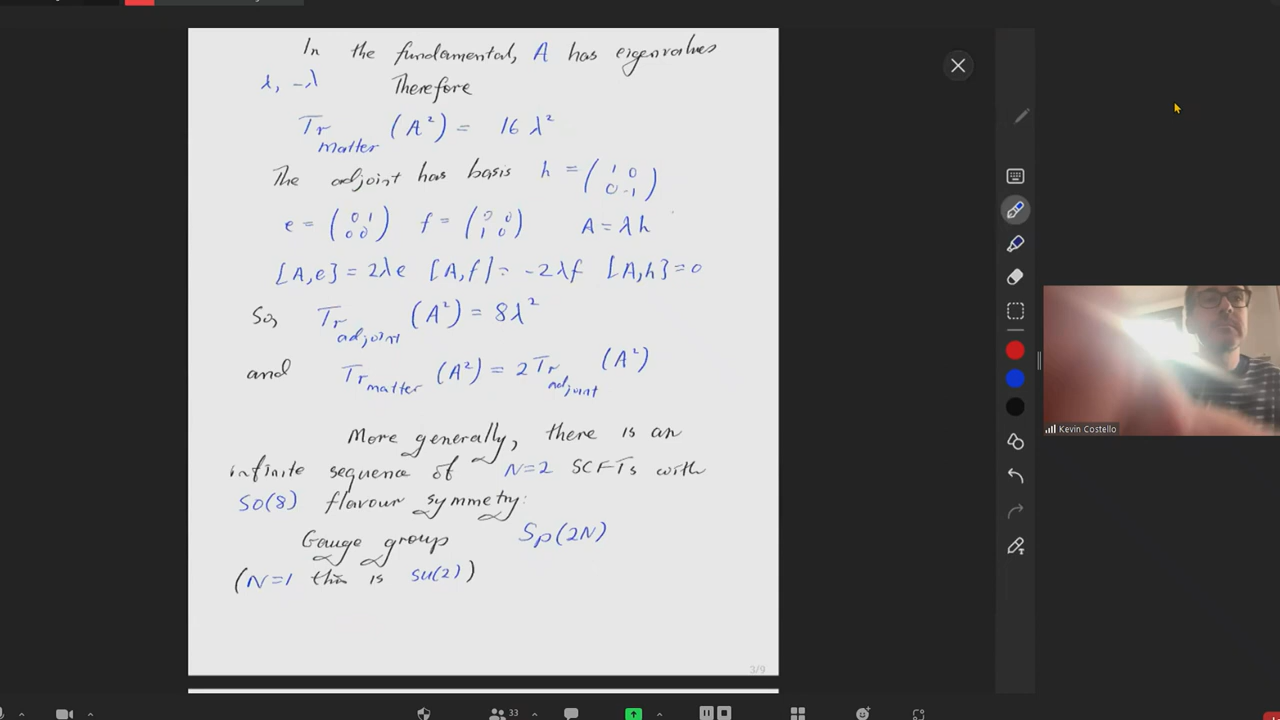 In the fundamental, A has eigenvalues
λ, -λ Therefore
Tr_matter (A²) = 16 λ²
The adjoint has basis h = (1 0 0 -1)
e = (0 1 0 0) f = (0 0 1 0) A = λh
[A,e] = 2λe [A,f] = -2λf [A,h] = 0
So, Tr_adjoint (A²) = 8λ²
and Tr_matter (A²) = 2 Tr_adjoint (A²)
More generally, there is an
infinite sequence of N=2 SCFTs with
SO(8) flavour symmetry:
Gauge group Sp(2N)
(N=1 this is su(2))
3/9
Kevin Costello
33